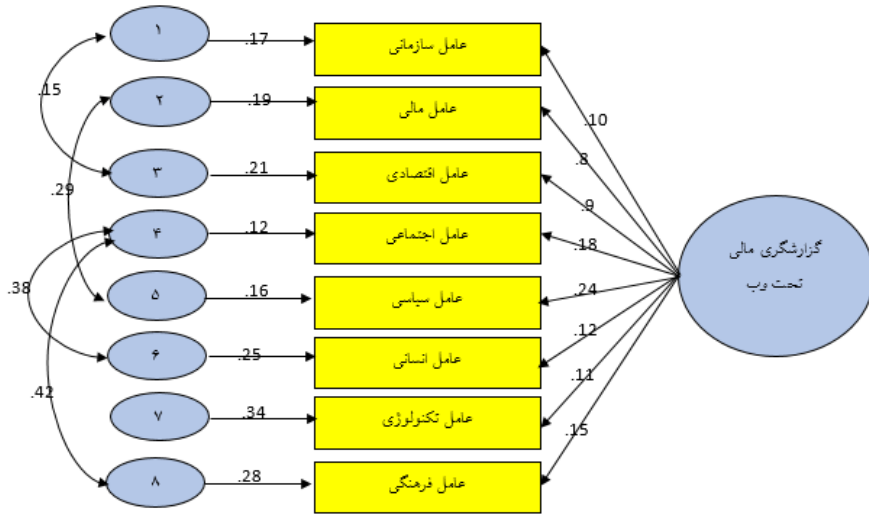 ۱
.17
عامل سازمانی
.15
.10
۲
.19
عامل مالی
.8
۳
.21
عامل اقتصادی
.29
.9
۴
.12
عامل اجتماعی
.18
گزارشگری مالی
تحت وب
۵
.16
عامل سیاسی
.24
.38
۶
.25
عامل انسانی
.12
.42
.11
۷
.34
عامل تکنولوژی
.15
۸
.28
عامل فرهنگی